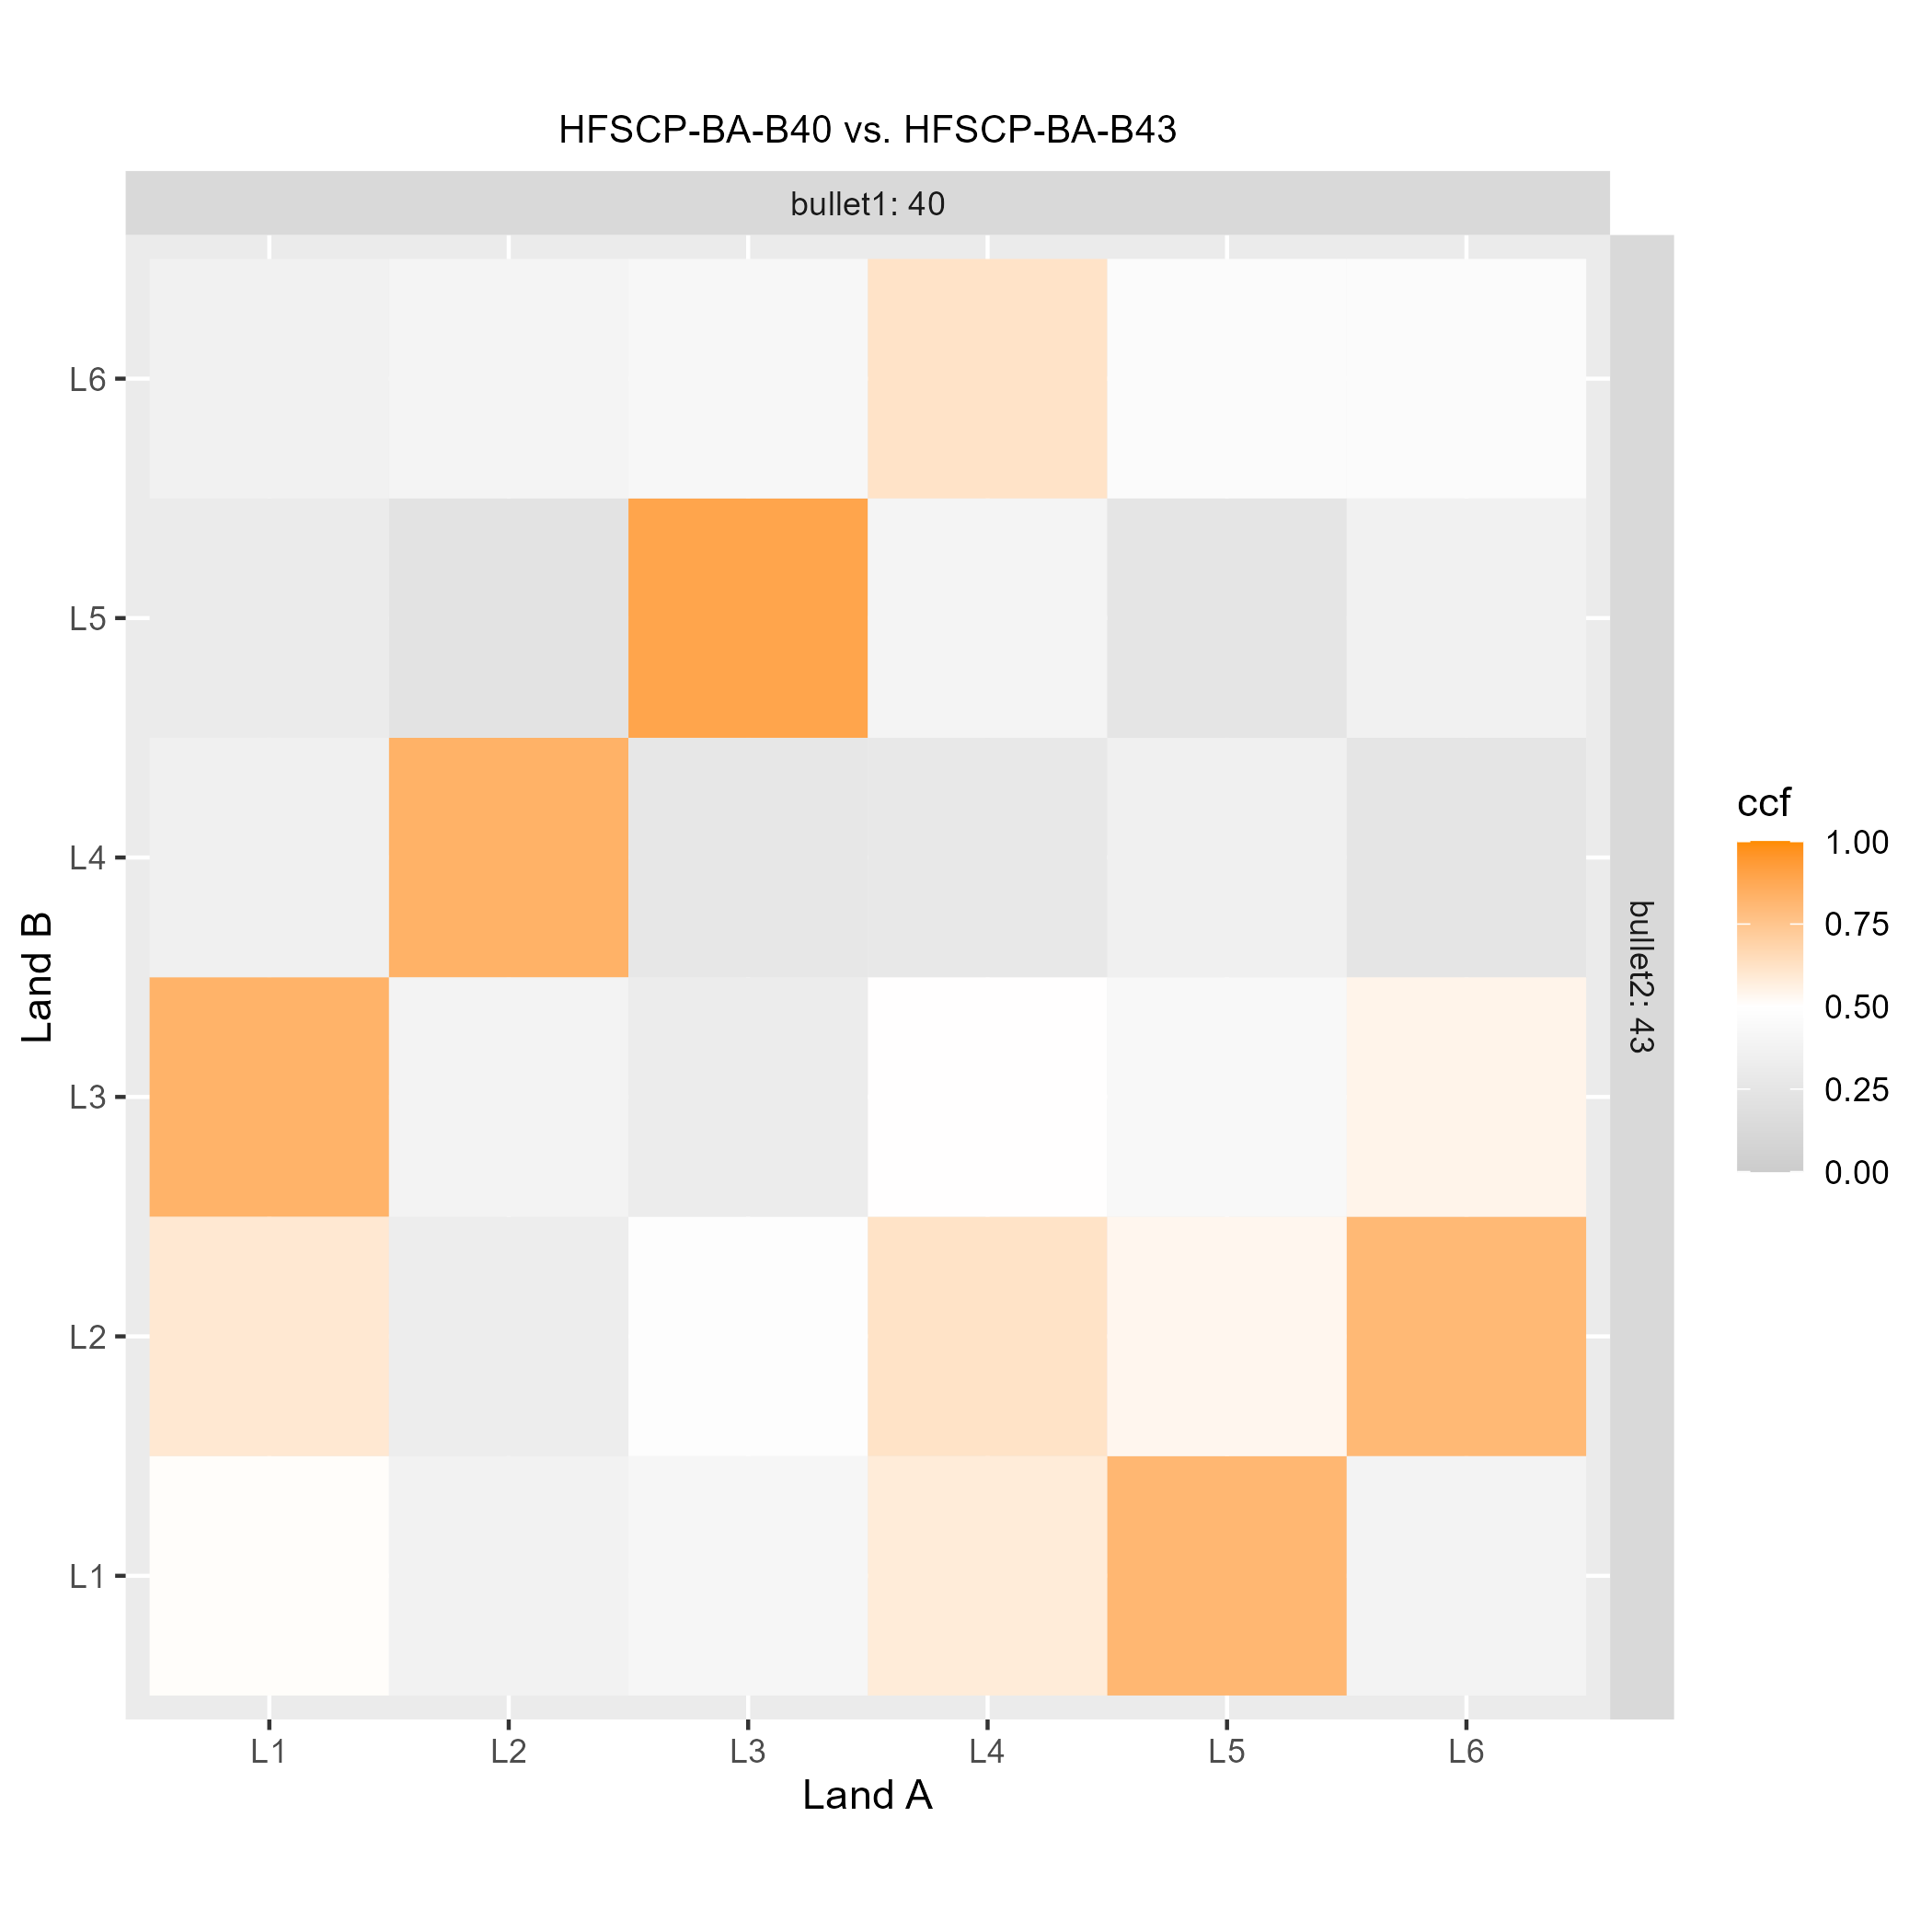 HFSCP-BA-B40 vs. HFSCP-BA-B43
bullet1: 40
L6
L5
L4
L3
L2
L1
Land B
bullet2: 43
L1 L2 L3 L4 L5 L6
Land A
ccf
1.00
0.75
0.50
0.25
0.00